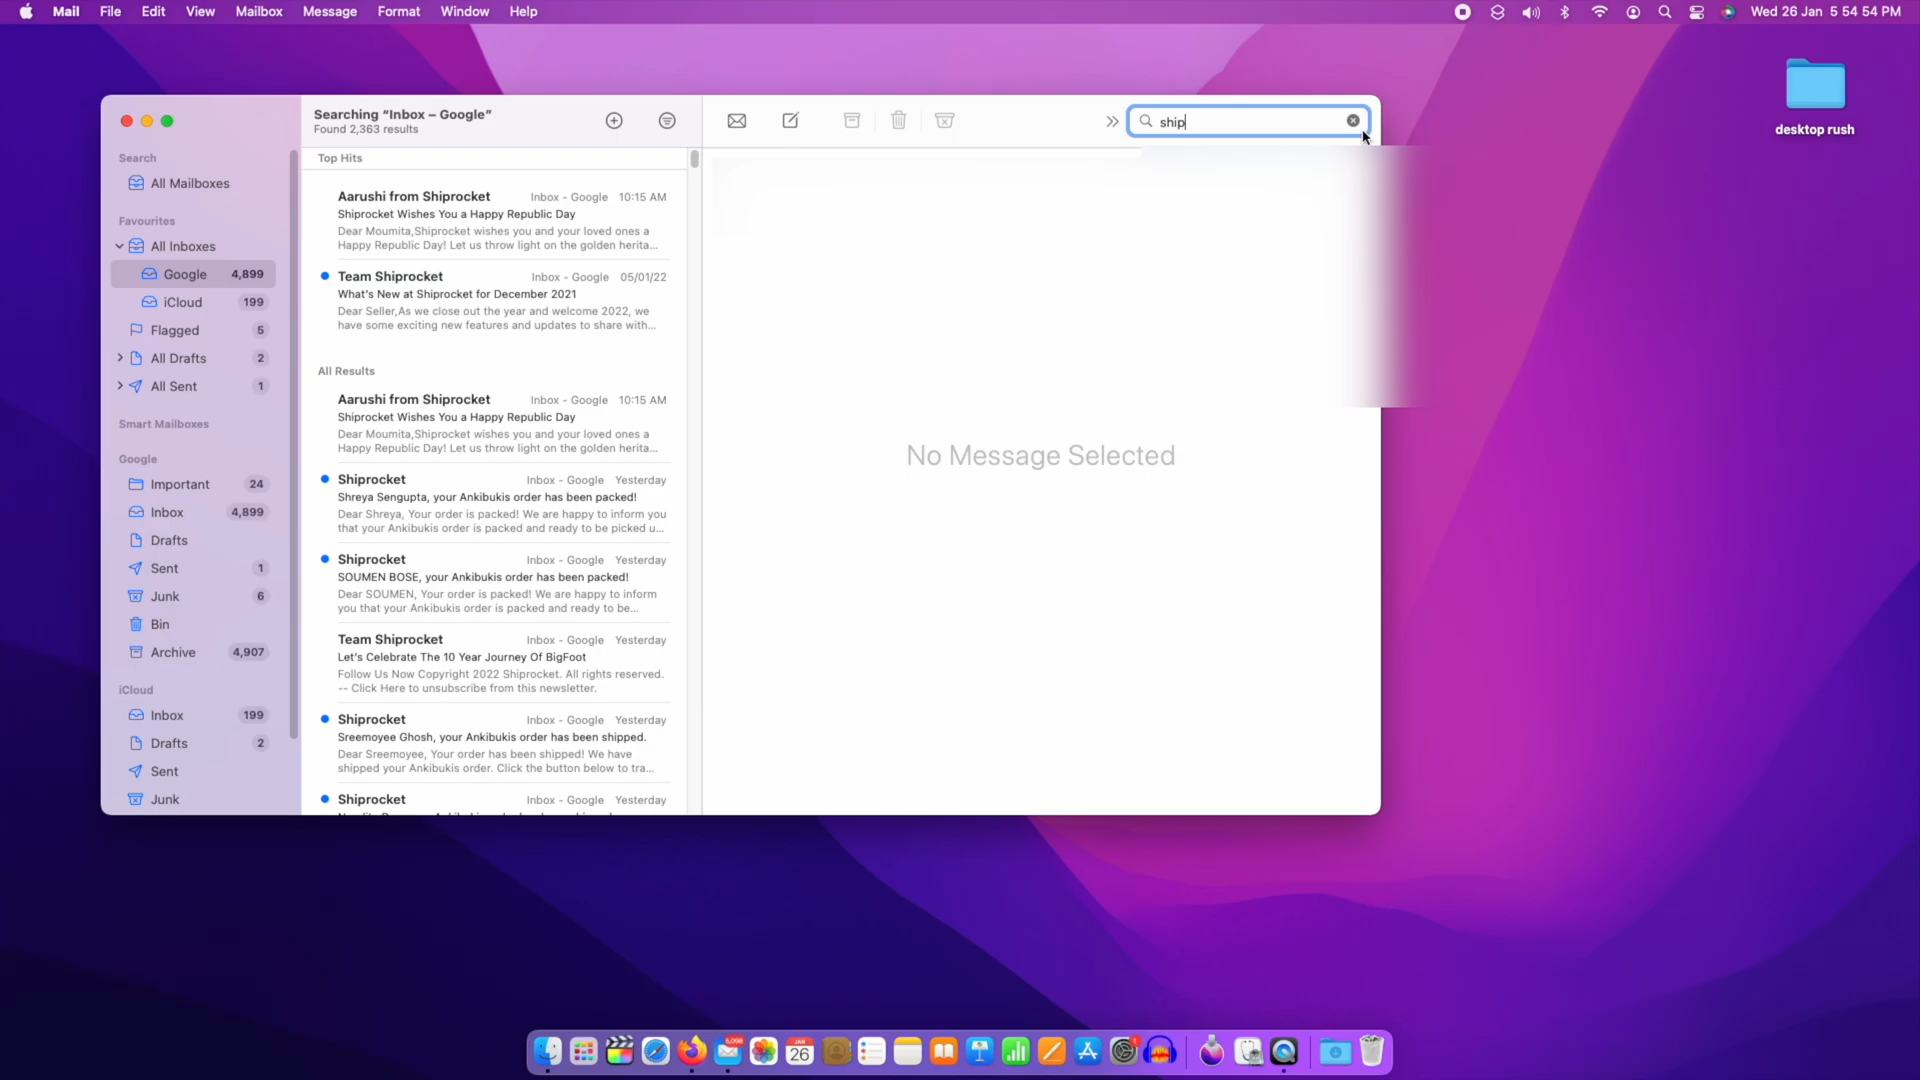 Mail File Edit View Mailbox Message Format Window Help
Wed 26 Jan 5 54 54 PM
desktop rush
Search
All Mailboxes
Favourites
All Inboxes
Google 4,899
iCloud 199
Flagged 5
All Drafts 2
All Sent 1
Smart Mailboxes
Google
Important 24
Inbox 4,899
Drafts
Sent 1
Junk 6
Bin
Archive 4,907
iCloud
Inbox 199
Drafts 2
Sent
Junk
Searching “Inbox – Google”
Found 2,363 results
Top Hits
Aarushi from Shiprocket Inbox - Google 10:15 AM
Shiprocket Wishes You a Happy Republic Day
Dear Moumita,Shiprocket wishes you and your loved ones a
Happy Republic Day! Let us throw light on the golden herita...
Team Shiprocket Inbox - Google 05/01/22
What's New at Shiprocket for December 2021
Dear Seller,As we close out the year and welcome 2022, we
have some exciting new features and updates to share with...
All Results
Aarushi from Shiprocket Inbox - Google 10:15 AM
Shiprocket Wishes You a Happy Republic Day
Dear Moumita,Shiprocket wishes you and your loved ones a
Happy Republic Day! Let us throw light on the golden herita...
Shiprocket Inbox - Google Yesterday
Shreya Sengupta, your Ankibukis order has been packed!
Dear Shreya, Your order is packed! We are happy to inform you
that your Ankibukis order is packed and ready to be picked u...
Shiprocket Inbox - Google Yesterday
SOUMEN BOSE, your Ankibukis order has been packed!
Dear SOUMEN, Your order is packed! We are happy to inform
you that your Ankibukis order is packed and ready to be...
Team Shiprocket Inbox - Google Yesterday
Let's Celebrate The 10 Year Journey Of BigFoot
Follow Us Now Copyright 2022 Shiprocket. All rights reserved.
-- Click Here to unsubscribe from this newsletter.
Shiprocket Inbox - Google Yesterday
Sreemoyee Ghosh, your Ankibukis order has been shipped.
Dear Sreemoyee, Your order has been shipped! We have
shipped your Ankibukis order. Click the button below to tra...
Shiprocket Inbox - Google Yesterday
ship
No Message Selected
JAN
26